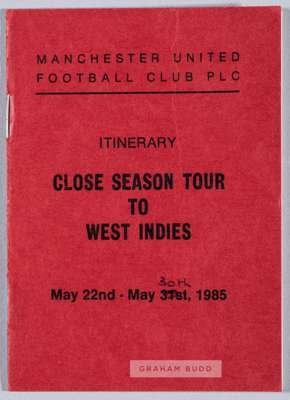 MANCHESTER UNITED
FOOTBALL CLUB PLC
ITINERARY
CLOSE SEASON TOUR
TO
WEST INDIES
30th
May 22nd - May 31st, 1985
GRAHAM BUDD